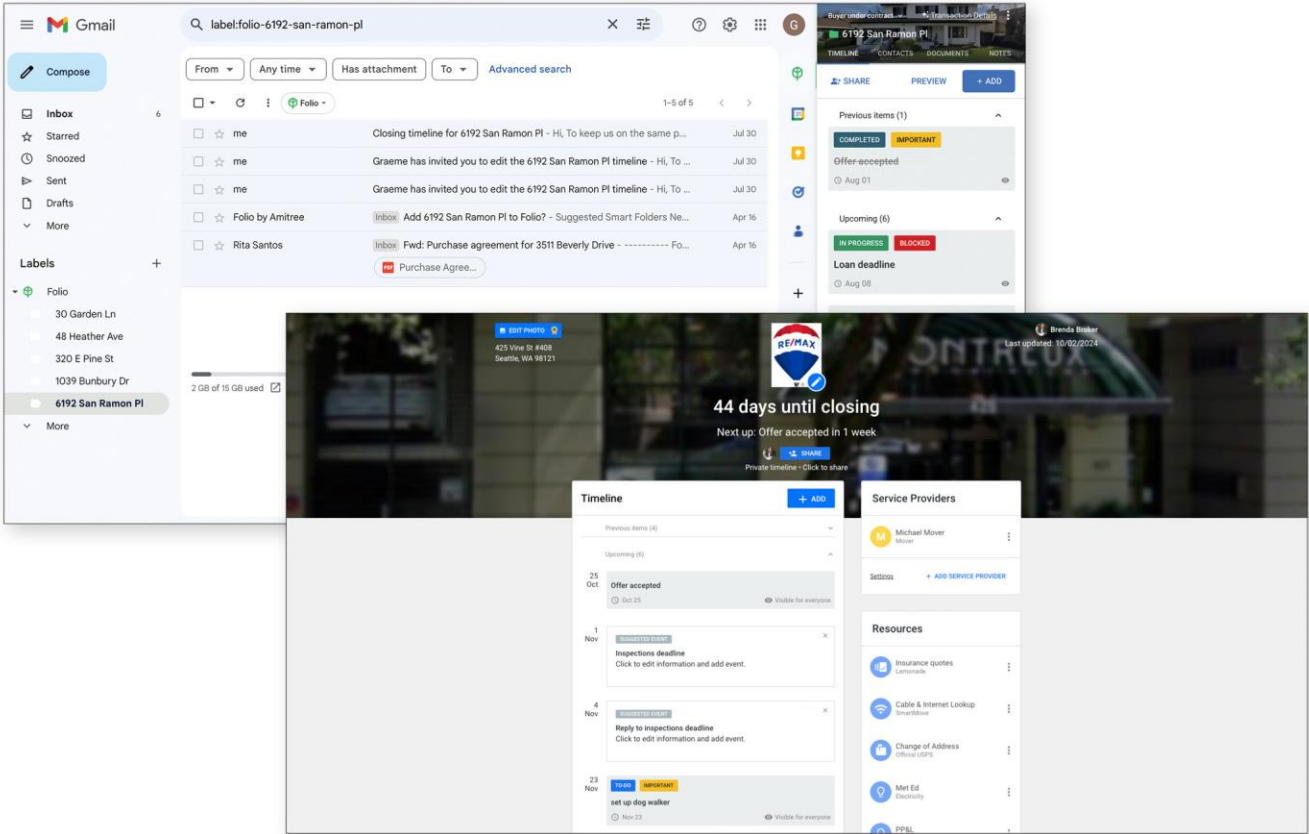 Gmail
label:folio-6192-san-ramon-pl
G
Compose
Inbox 6
Starred
Snoozed
Sent
Drafts
More
Labels
Folio
30 Garden Ln
48 Heather Ave
320 E Pine St
1039 Bunbury Dr
6192 San Ramon Pl
More
From Any time Has attachment To Advanced search
Folio 1–5 of 5
me Closing timeline for 6192 San Ramon Pl - Hi, To keep us on the same p... Jul 30
me Graeme has invited you to edit the 6192 San Ramon Pl timeline - Hi, To ... Jul 30
me Graeme has invited you to edit the 6192 San Ramon Pl timeline - Hi, To ... Jul 30
Folio by Amitree Inbox Add 6192 San Ramon Pl to Folio? - Suggested Smart Folders Ne... Apr 16
Rita Santos Inbox Fwd: Purchase agreement for 3511 Beverly Drive - ---------- Fo... Apr 16
PDF Purchase Agree...
2 GB of 15 GB used
Buyer under contract Transaction Details
6192 San Ramon Pl
TIMELINE CONTACTS DOCUMENTS NOTES
SHARE PREVIEW + ADD
Previous items (1)
COMPLETED IMPORTANT
Offer accepted
Aug 01
Upcoming (6)
IN PROGRESS BLOCKED
Loan deadline
Aug 08
EDIT PHOTO
425 Vine St #408
Seattle, WA 98121
RE/MAX
Brenda Broker
Last updated: 10/02/2024
MONTREUX
425
44 days until closing
Next up: Offer accepted in 1 week
SHARE
Private timeline - Click to share
Timeline + ADD
Previous items (4)
Upcoming (6)
25 Oct
Offer accepted
Oct 25 Visible for everyone
1 Nov
SUGGESTED EVENT
Inspections deadline
Click to edit information and add event.
4 Nov
SUGGESTED EVENT
Reply to inspections deadline
Click to edit information and add event.
23 Nov
TO-DO IMPORTANT
set up dog walker
Nov 23 Visible for everyone
Service Providers
M
Michael Mover
Mover
Settings + ADD SERVICE PROVIDER
Resources
Insurance quotes
Lemonade
Cable & Internet Lookup
SmartMove
Change of Address
Official USPS
Met Ed
Electricity
PP&L